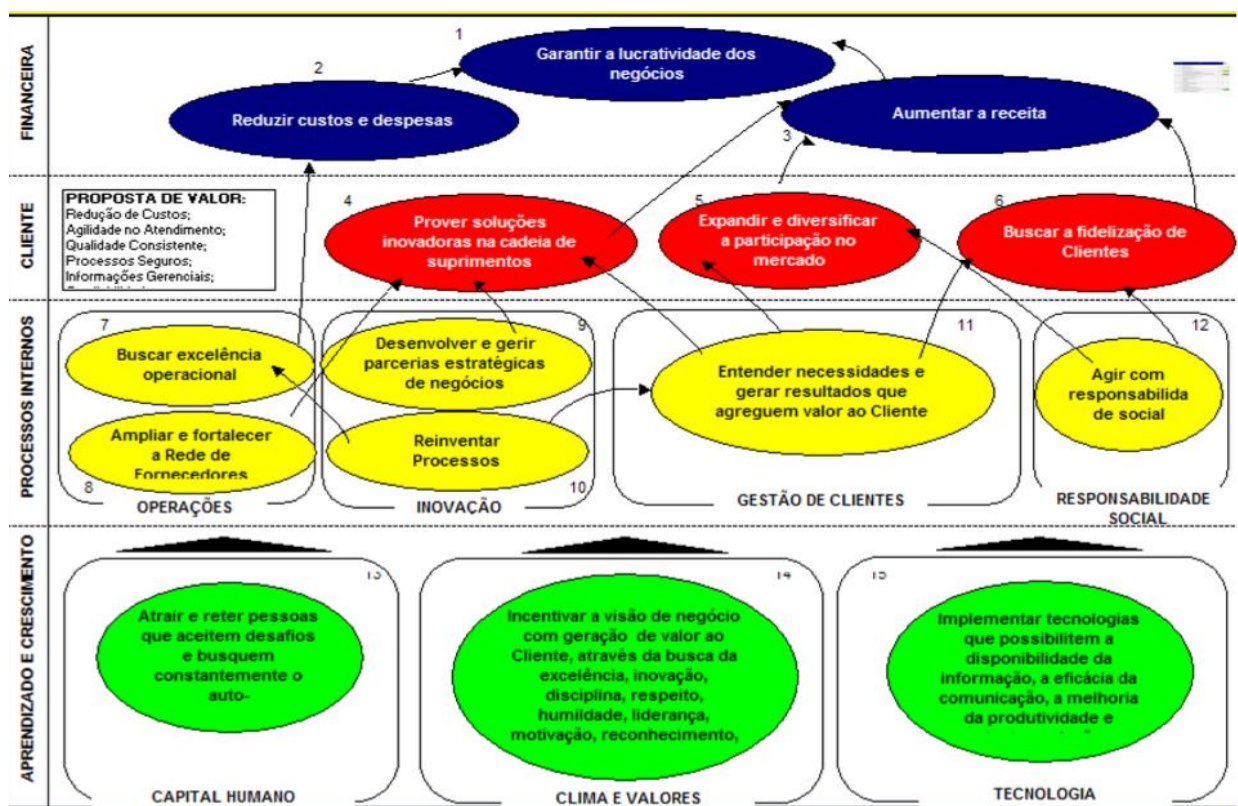 FINANCEIRA
1
Garantir a lucratividade dos
negócios
2
Reduzir custos e despesas
Aumentar a receita
3
CLIENTE
PROPOSTA DE VALOR:
Redução de Custos;
Agilidade no Atendimento;
Qualidade Consistente;
Processos Seguros;
Informações Gerenciais;
4
Prover soluções
inovadoras na cadeia de
suprimentos
5
Expandir e diversificar
a participação no
mercado
6
Buscar a fidelização de
Clientes
PROCESSOS INTERNOS
7
Buscar excelência
operacional
Ampliar e fortalecer
a Rede de
Fornecedores
8
OPERAÇÕES
9
Desenvolver e gerir
parcerias estratégicas
de negócios
Reinventar
Processos
10
INOVAÇÃO
11
Entender necessidades e
gerar resultados que
agreguem valor ao Cliente
GESTÃO DE CLIENTES
12
Agir com
responsabilida
de social
RESPONSABILIDADE
SOCIAL
APRENDIZADO E CRESCIMENTO
13
Atrair e reter pessoas
que aceitem desafios
e busquem
constantemente o
auto-
CAPITAL HUMANO
14
Incentivar a visão de negócio
com geração de valor ao
Cliente, através da busca da
excelência, inovação,
disciplina, respeito,
humildade, liderança,
motivação, reconhecimento,
CLIMA E VALORES
15
Implementar tecnologias
que possibilitem a
disponibilidade da
informação, a eficácia da
comunicação, a melhoria
da produtividade e
TECNOLOGIA